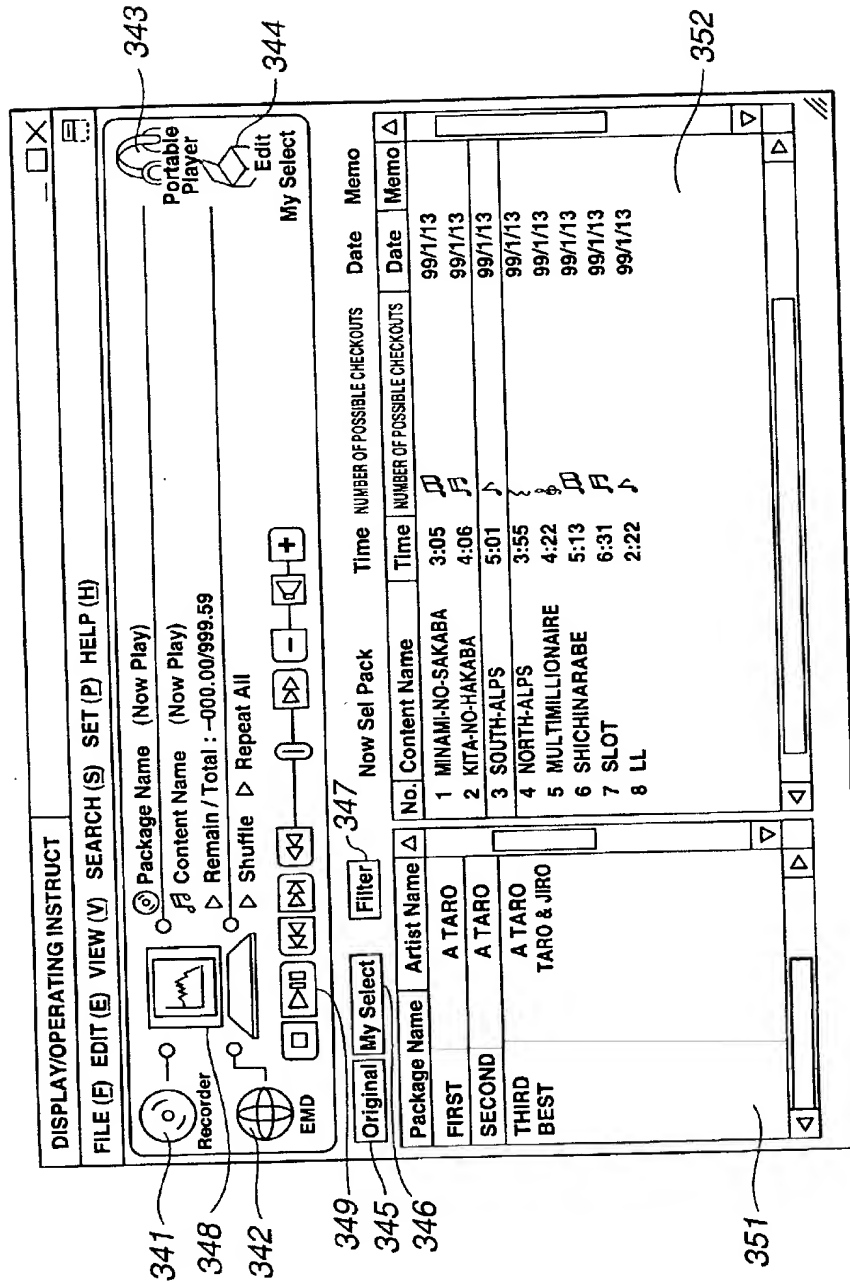 DISPLAY/OPERATING INSTRUCT
FILE (F) EDIT (E) VIEW (V) SEARCH (S) SET (P) HELP (H)
341
Recorder
348
342
EMD
Package Name (Now Play)
Content Name (Now Play)
Remain / Total : –000.00/999.59
Shuffle Repeat All
Portable
Player
343
Edit
344
My Select
349
345
346
347
Original My Select Filter
Now Sel Pack Time NUMBER OF POSSIBLE CHECKOUTS Date Memo
Package Name Artist Name
FIRST A TARO
SECOND A TARO
THIRD A TARO
BEST TARO & JIRO
351
No. Content Name Time NUMBER OF POSSIBLE CHECKOUTS Date Memo
1 MINAMI-NO-SAKABA 3:05 99/1/13
2 KITA-NO-HAKABA 4:06 99/1/13
3 SOUTH-ALPS 5:01 99/1/13
4 NORTH-ALPS 3:55 99/1/13
5 MULTIMILLIONAIRE 4:22 99/1/13
6 SHICHINARABE 5:13 99/1/13
7 SLOT 6:31 99/1/13
8 LL 2:22 99/1/13
352